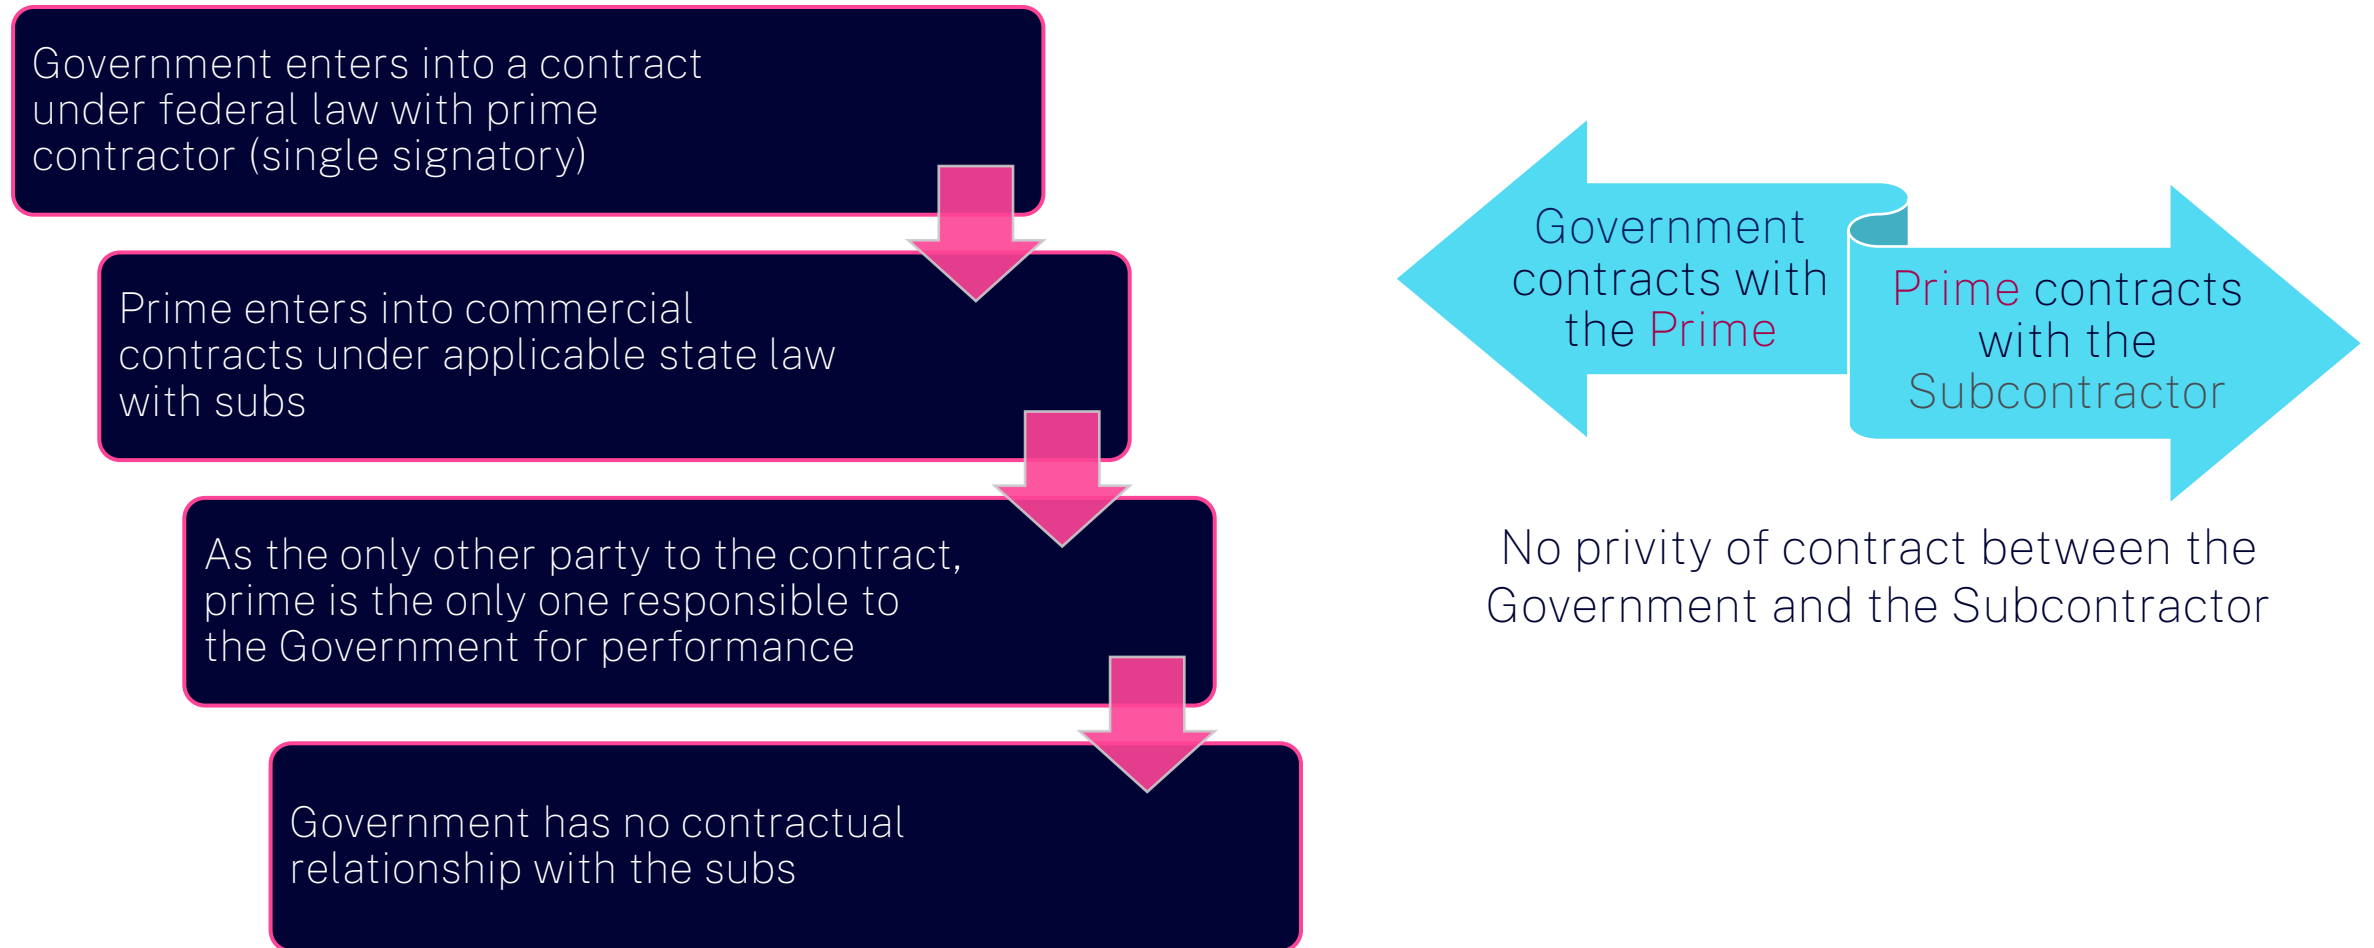 Government enters into a contract
under federal law with prime
contractor (single signatory)
Prime enters into commercial
contracts under applicable state law
with subs
As the only other party to the contract,
prime is the only one responsible to
the Government for performance
Government has no contractual
relationship with the subs
Government
contracts with
the Prime
Prime contracts
with the
Subcontractor
No privity of contract between the
Government and the Subcontractor